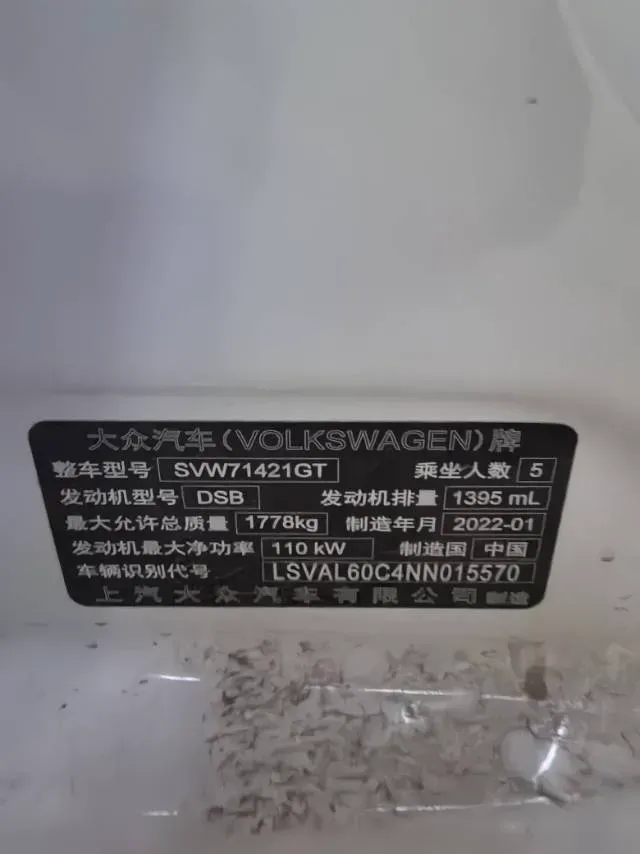 大众汽车(VOLKSWAGEN)牌
整车型号 SVW71421GT 乘坐人数 5
发动机型号 DSB 发动机排量 1395 mL
最大允许总质量 1778kg 制造年月 2022-01
发动机最大净功率 110 kW 制造国 中国
车辆识别代号 LSVAL60C4NN015570
上汽大众汽车有限公司 制造